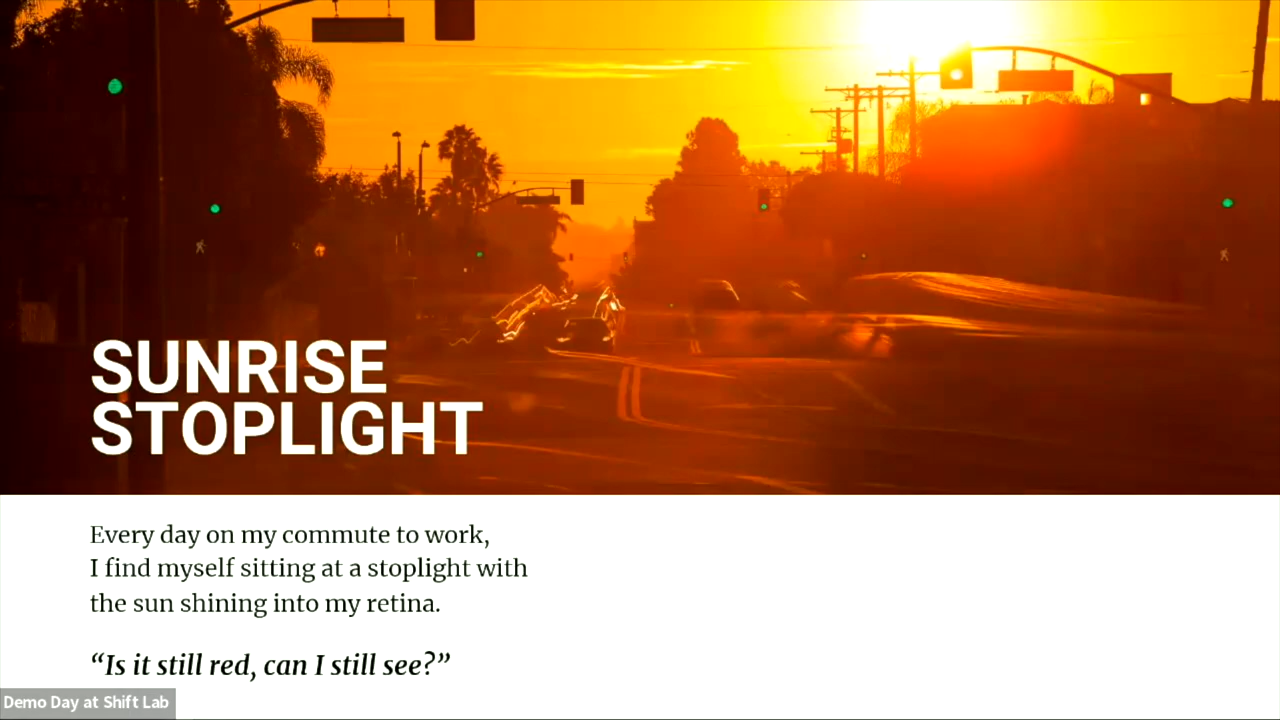 SUNRISE
STOPLIGHT
Every day on my commute to work,
I find myself sitting at a stoplight with
the sun shining into my retina.
“Is it still red, can I still see?”
Demo Day at Shift Lab